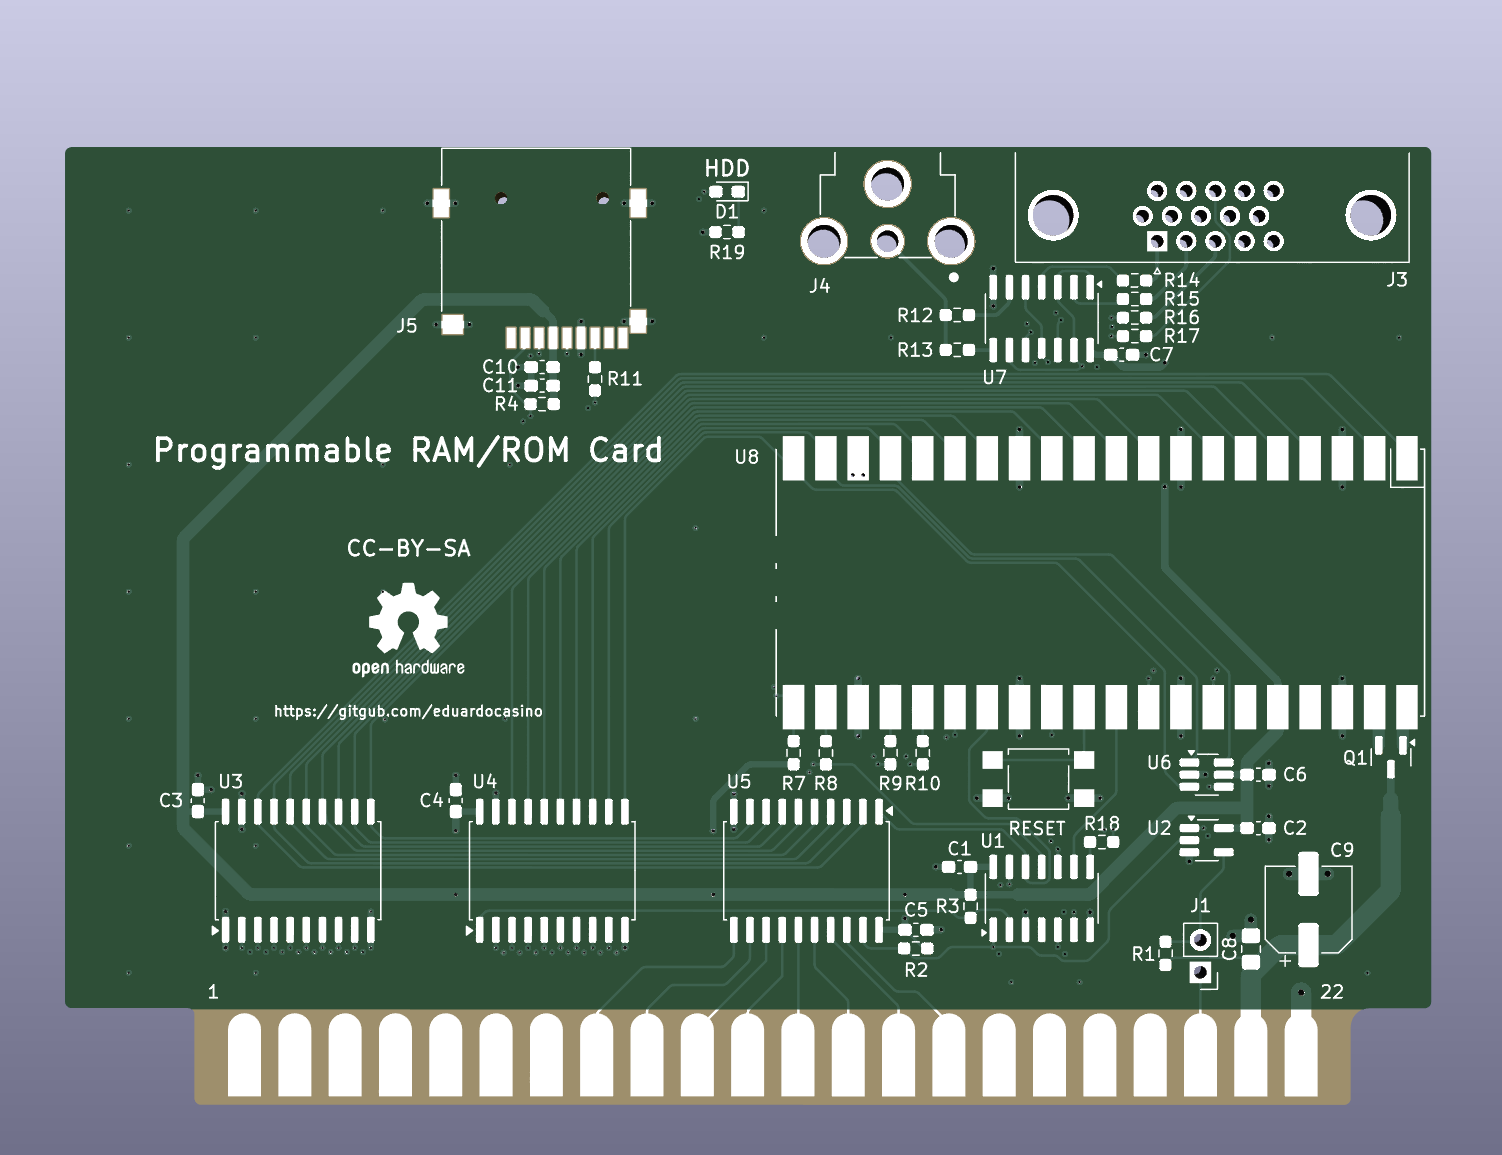 HDD
D1
R19
J4
J3
J5
R14
R15
R16
R17
R12
R13
C7
U7
C10
C11
R4
R11
Programmable RAM/ROM Card
U8
CC-BY-SA
open hardware
https://gitgub.com/eduardocasino
Q1
U6
C6
R7
R8
R9
R10
U3
U4
U5
C3
C4
RESET
R18
U2
C2
U1
C1
C9
R3
C5
R2
J1
R1
C8
+
1
22